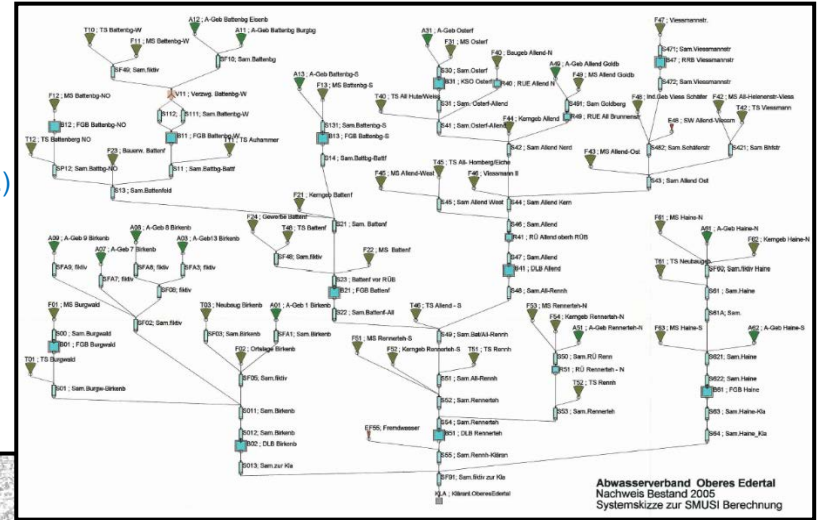 A12 ; A-Geb Battenbg Eisenb
T10 ; TS Battenbg-W
A11 ; A-Geb Battenbg Burgbg
F11 ; MS Battenbg-W
SF49; Sam.fiktiv
SF10; Sam.Battenbg
F12 ; MS Battenbg-NO
V11 ; Verzwg. Battenbg-W
S112;
S111; Sam.Battenbg-W
B12 ; FGB Battenbg-NO
B11 ; FGB Battenbg-W
T12 ; TS Battenberg NO
T11 ; TS Auhammer
F23 ; Bauerw. Battenf
SP12; Sam.Battbg-NO
S11 ; Sam.Battbg-Battf
S13 ; Sam.Battenfeld
A13 ; A-Geb Battenbg-S
F13 ; MS Battenbg-S
S131; Sam.Battenbg-S
B13 ; FGB Battenbg-S
S14 ; Sam.Battbg-Battf
F21 ; Kerngeb Battenf
F24 ; Gewerbe Battenf
T46 ; TS Battenf
S21 ; Sam. Battenf
F22 ; MS Battenf
SF48; Sam.fiktiv
S23 ; Battenf vor RÜB
B21 ; FGB Battenf
S22 ; Sam.Battenf-All
A31 ; A-Geb Osterf
F31 ; MS Osterf
F40 ; Baugeb Allend-N
S30 ; Sam.Osterf
B31 ; KSO Osterf
R40 ; RUE Allend N
T40 ; TS All Hute/Weiss
S31 ; Sam.Osterf-Allend
S41 ; Sam.Osterf-Allend
A49 ; A-Geb Allend Goldb
F49 ; MS Allend Goldb
S491; Sam Goldberg
R49 ; RUE All Brunnenstr
F44 ; Kerngeb Allend
S42 ; Sam.Allend Nord
F47 ; Viessmannstr.
S471; Sam.Viessmannstr
B47 ; RRB Viessmannstr
S472; Sam.Viessmannstr
F48 ; Ind.Geb Viess Schäfer
F42 ; MS All-Helenenstr-Viess
T42 ; TS Viessmann
E48 ; SW Allend-Viessm
F43 ; MS Allend-Ost
S482; Sam.Schäferstr
S421; Sam Bhfstr
S43 ; Sam Allend Ost
T45 ; TS All- Homberg/Eiche
F45 ; MS Allend-West
F46 ; Viessmann II
S45 ; Sam Allend West
S44 ; Sam Allend Kern
S46 ; Sam.Allend
R41 ; RÜ Allend oberh RÜB
S47 ; Sam.Allend
B41 ; DLB Allend
S48 ; Sam.Allend-Rennh
A09 ; A-Geb 9 Birkenb
A08 ; A-Geb 8 Birkenb
A07 ; A-Geb 7 Birkenb
A03 ; A-Geb13 Birkenb
SFA9; fiktiv
SFA7; fiktiv
SFA8; fiktiv
SFA3; fiktiv
SF08; fiktiv
SF02; Sam.fiktiv
F01 ; MS Burgwald
S00 ; Sam.Burgwald
B01 ; FGB Burgwald
T01 ; TS Burgwald
S01 ; Sam.Burgw-Birkenb
T03 ; Neubeug Birkenb
A01 ; A-Geb 1 Birkenb
SF03; Sam.Birkenb
SFA1; Sam.Birkenb
F02 ; Ortslage Birkenb
SF05; Sam.fiktiv
S011; Sam.Birkenb
S012; Sam.Birkenb
B02 ; DLB Birkenb
S013; Sam.zur Kla
T46 ; TS Allend - S
S49 ; Sam.Bat/All-Rennh
F51 ; MS Rennerteh-S
F52 ; Kerngeb Rennerteh-S
T51 ; TS Rennh
S51 ; Sam.All-Rennh
S52 ; Sam.Rennerteh
F53 ; MS Rennerteh-N
F54 ; Kerngeb Rennerteh-N
A51 ; A-Geb Rennerteh-N
S50 ; Sam.RÜ Renn
R51 ; RÜ Rennerteh - N
T52 ; TS Rennh
S53 ; Sam.Rennerteh
S54 ; Sam.Rennerteh
B51 ; DLB Rennerteh
EF55; Fremdwasser
S55 ; Sam.Rennh-Kläran
F61 ; MS Haine-N
A61 ; A-Geb Haine-N
F62 ; Kerngeb Haine-N
T61 ; TS Neubaugeb
SF60; Sam.fiktiv Haine
S61 ; Sam.Haine
S61A; Sam.
F63 ; MS Haine-S
A62 ; A-Geb Haine-S
S621; Sam.Haine
S622; Sam.Haine
B61 ; FGB Haine
S63 ; Sam.Haine-Kla
S64 ; Sam.Haine_Kla
SF91; Sam.fiktiv zur Kla
KLA ; Kläranl.OberesEdertal
Abwasserverband Oberes Edertal
Nachweis Bestand 2005
Systemskizze zur SMUSI Berechnung